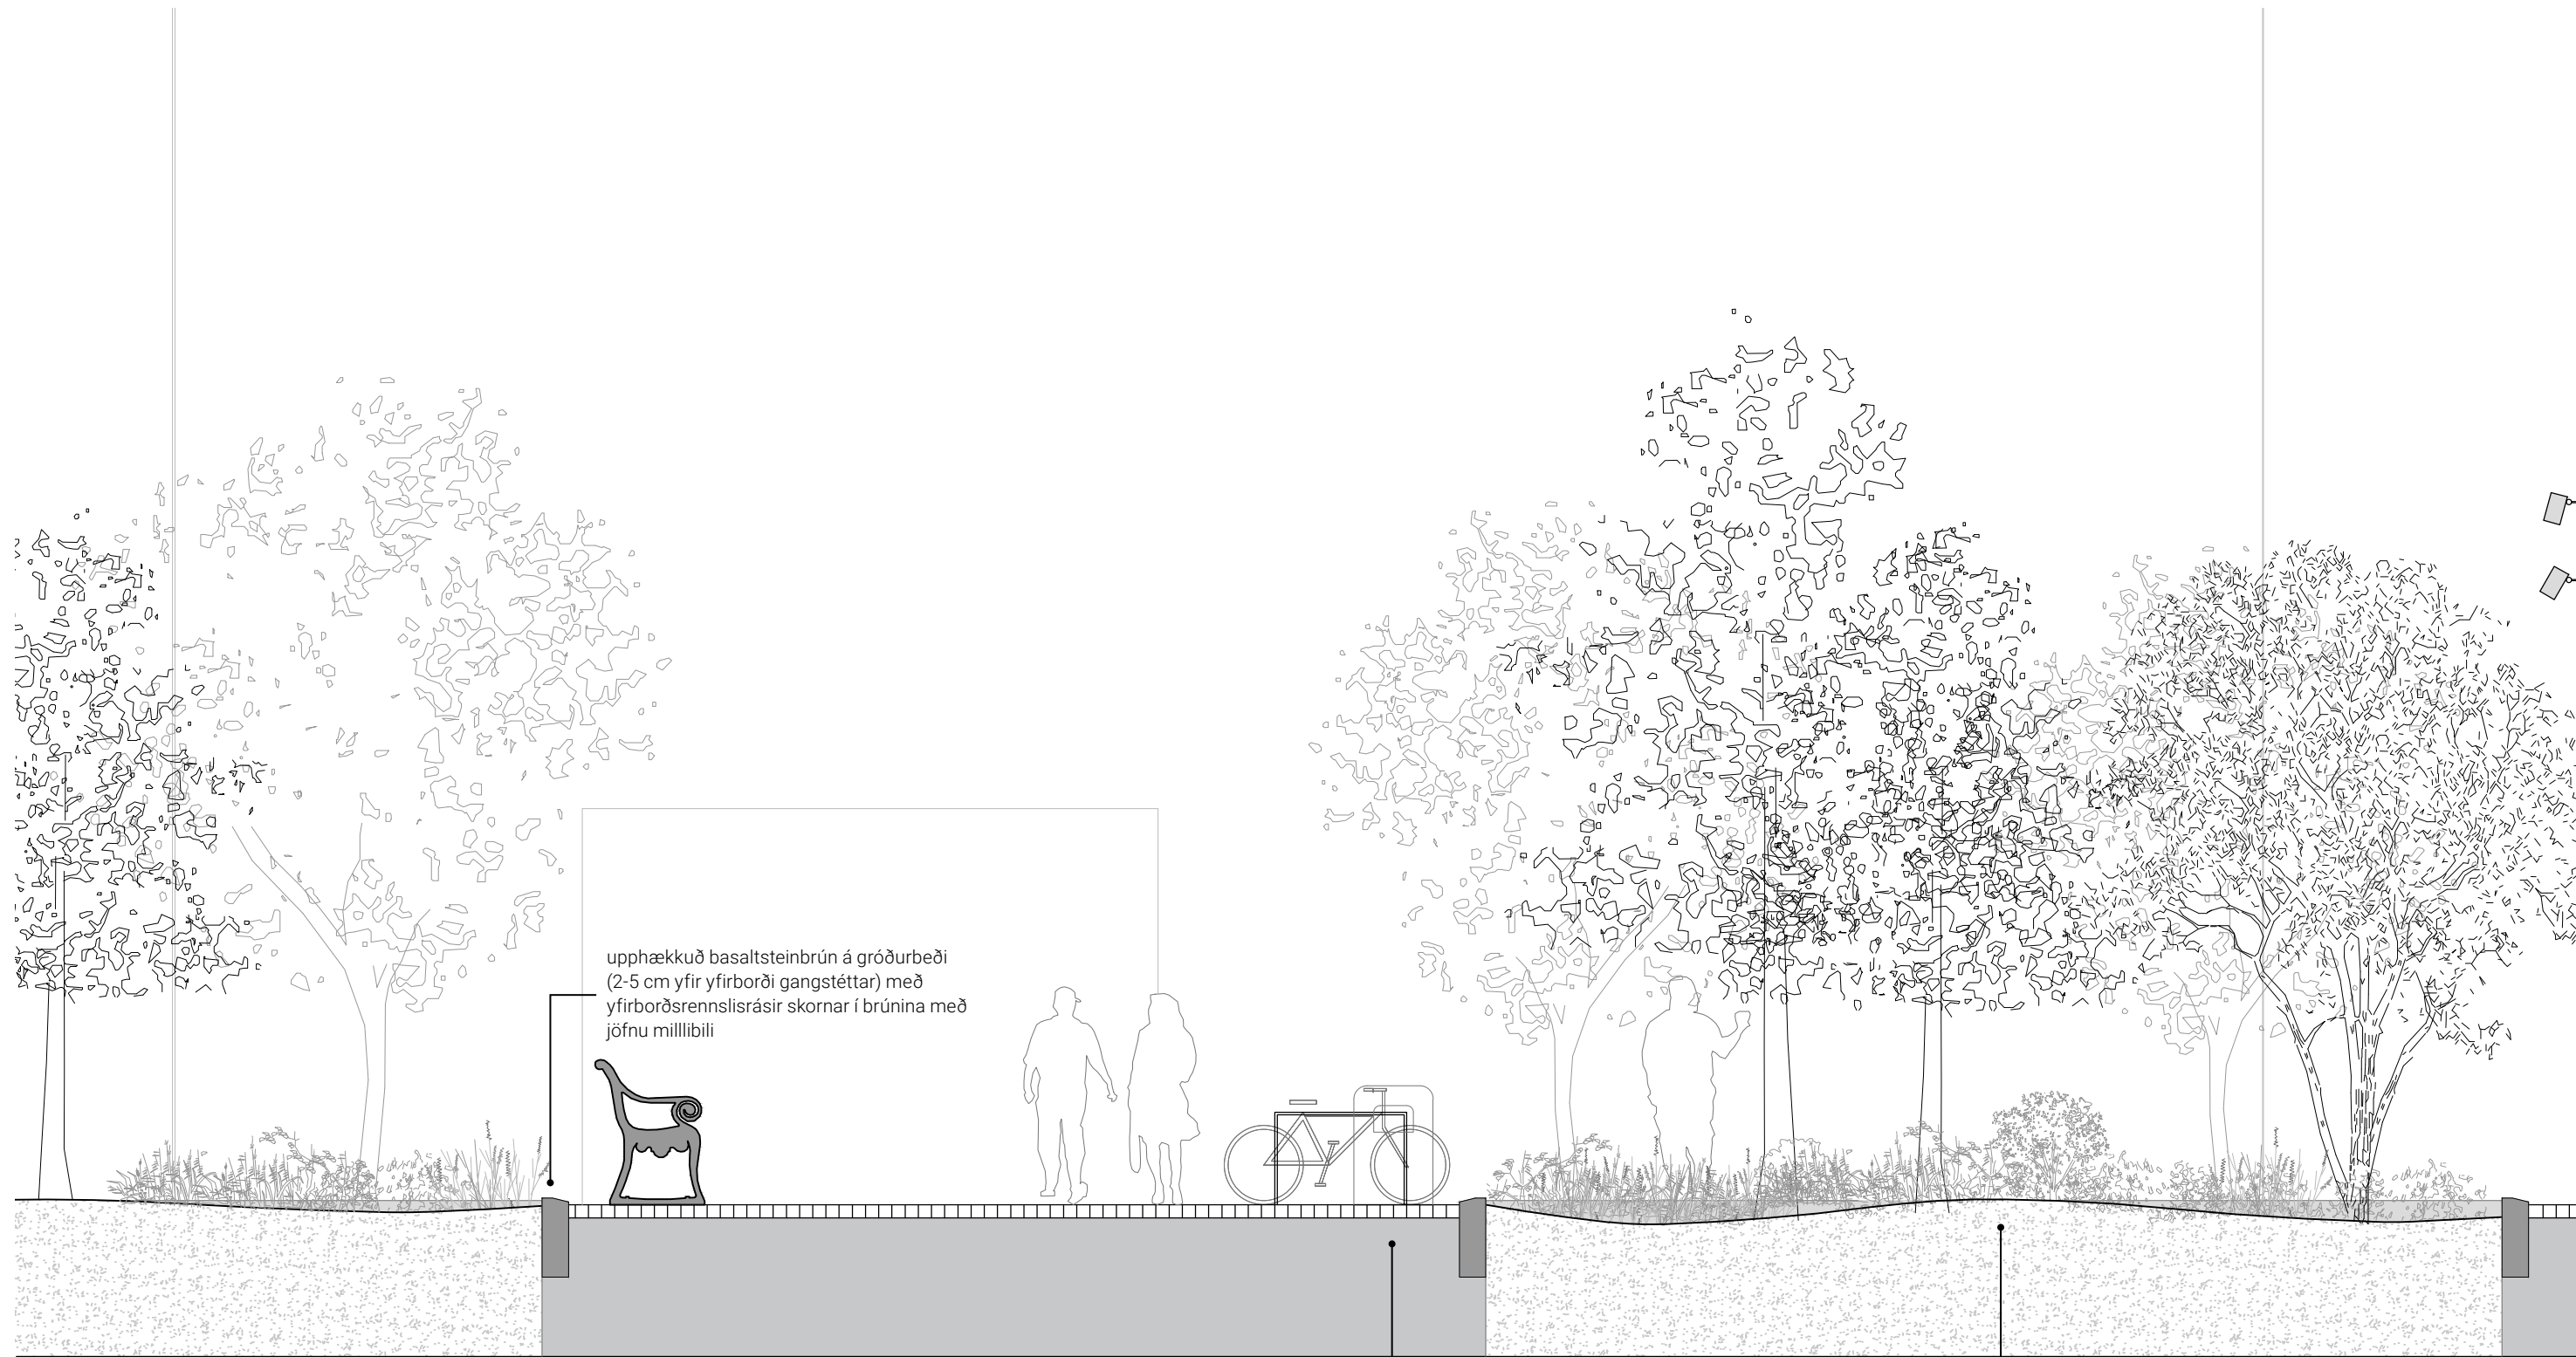 upphækkuð basaltsteinbrún á gróðurbeði
(2-5 cm yfir yfirborði gangstéttar) með
yfirborðsrennslisrásir skornar í brúnina með
jöfnu milllibili